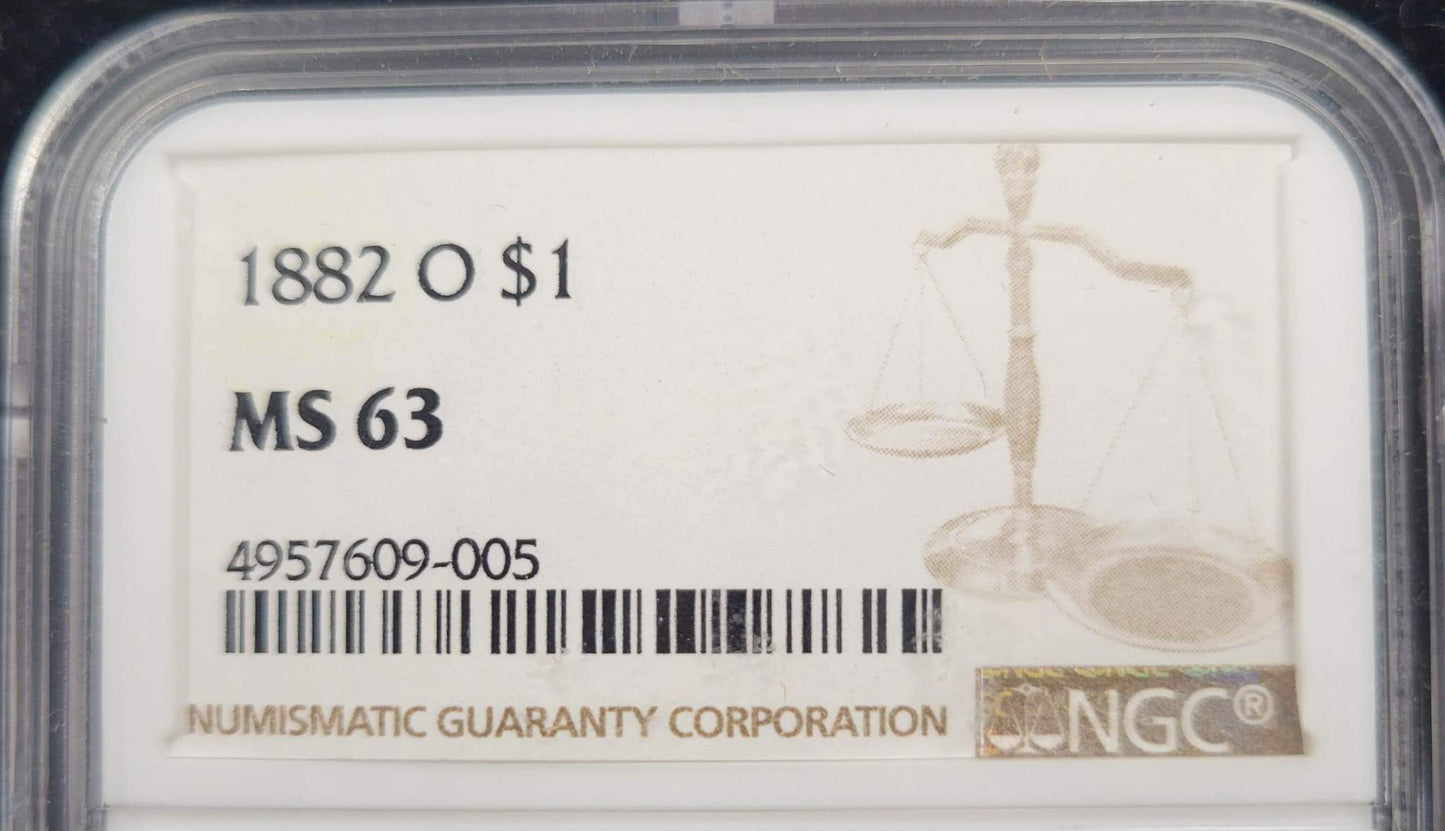 1882 O $1
MS 63
4957609-005
NUMISMATIC GUARANTY CORPORATION
NGC®